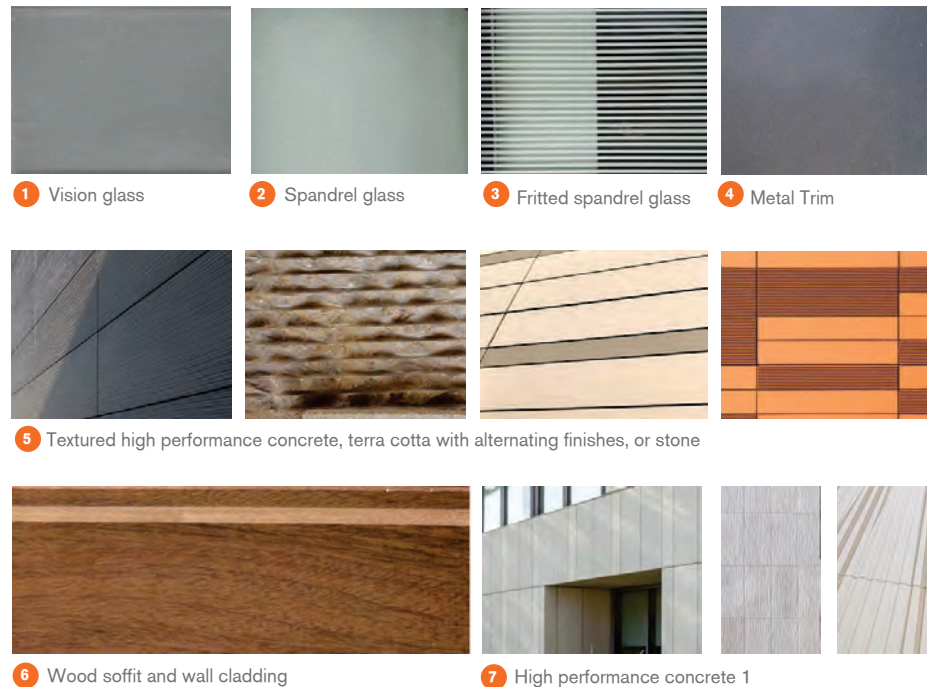 1 Vision glass
2 Spandrel glass
3 Fritted spandrel glass
4 Metal Trim
5 Textured high performance concrete, terra cotta with alternating finishes, or stone
6 Wood soffit and wall cladding
7 High performance concrete 1